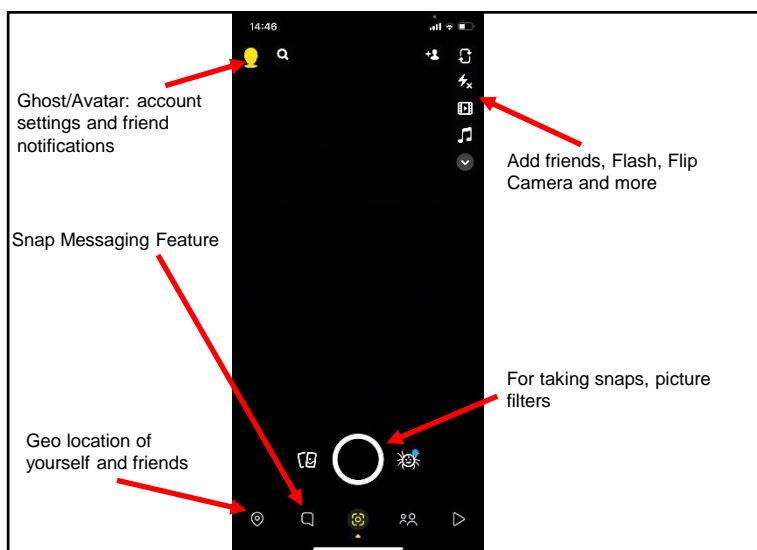 14:46
Ghost/Avatar: account
settings and friend
notifications
Add friends, Flash, Flip
Camera and more
Snap Messaging Feature
For taking snaps, picture
filters
Geo location of
yourself and friends